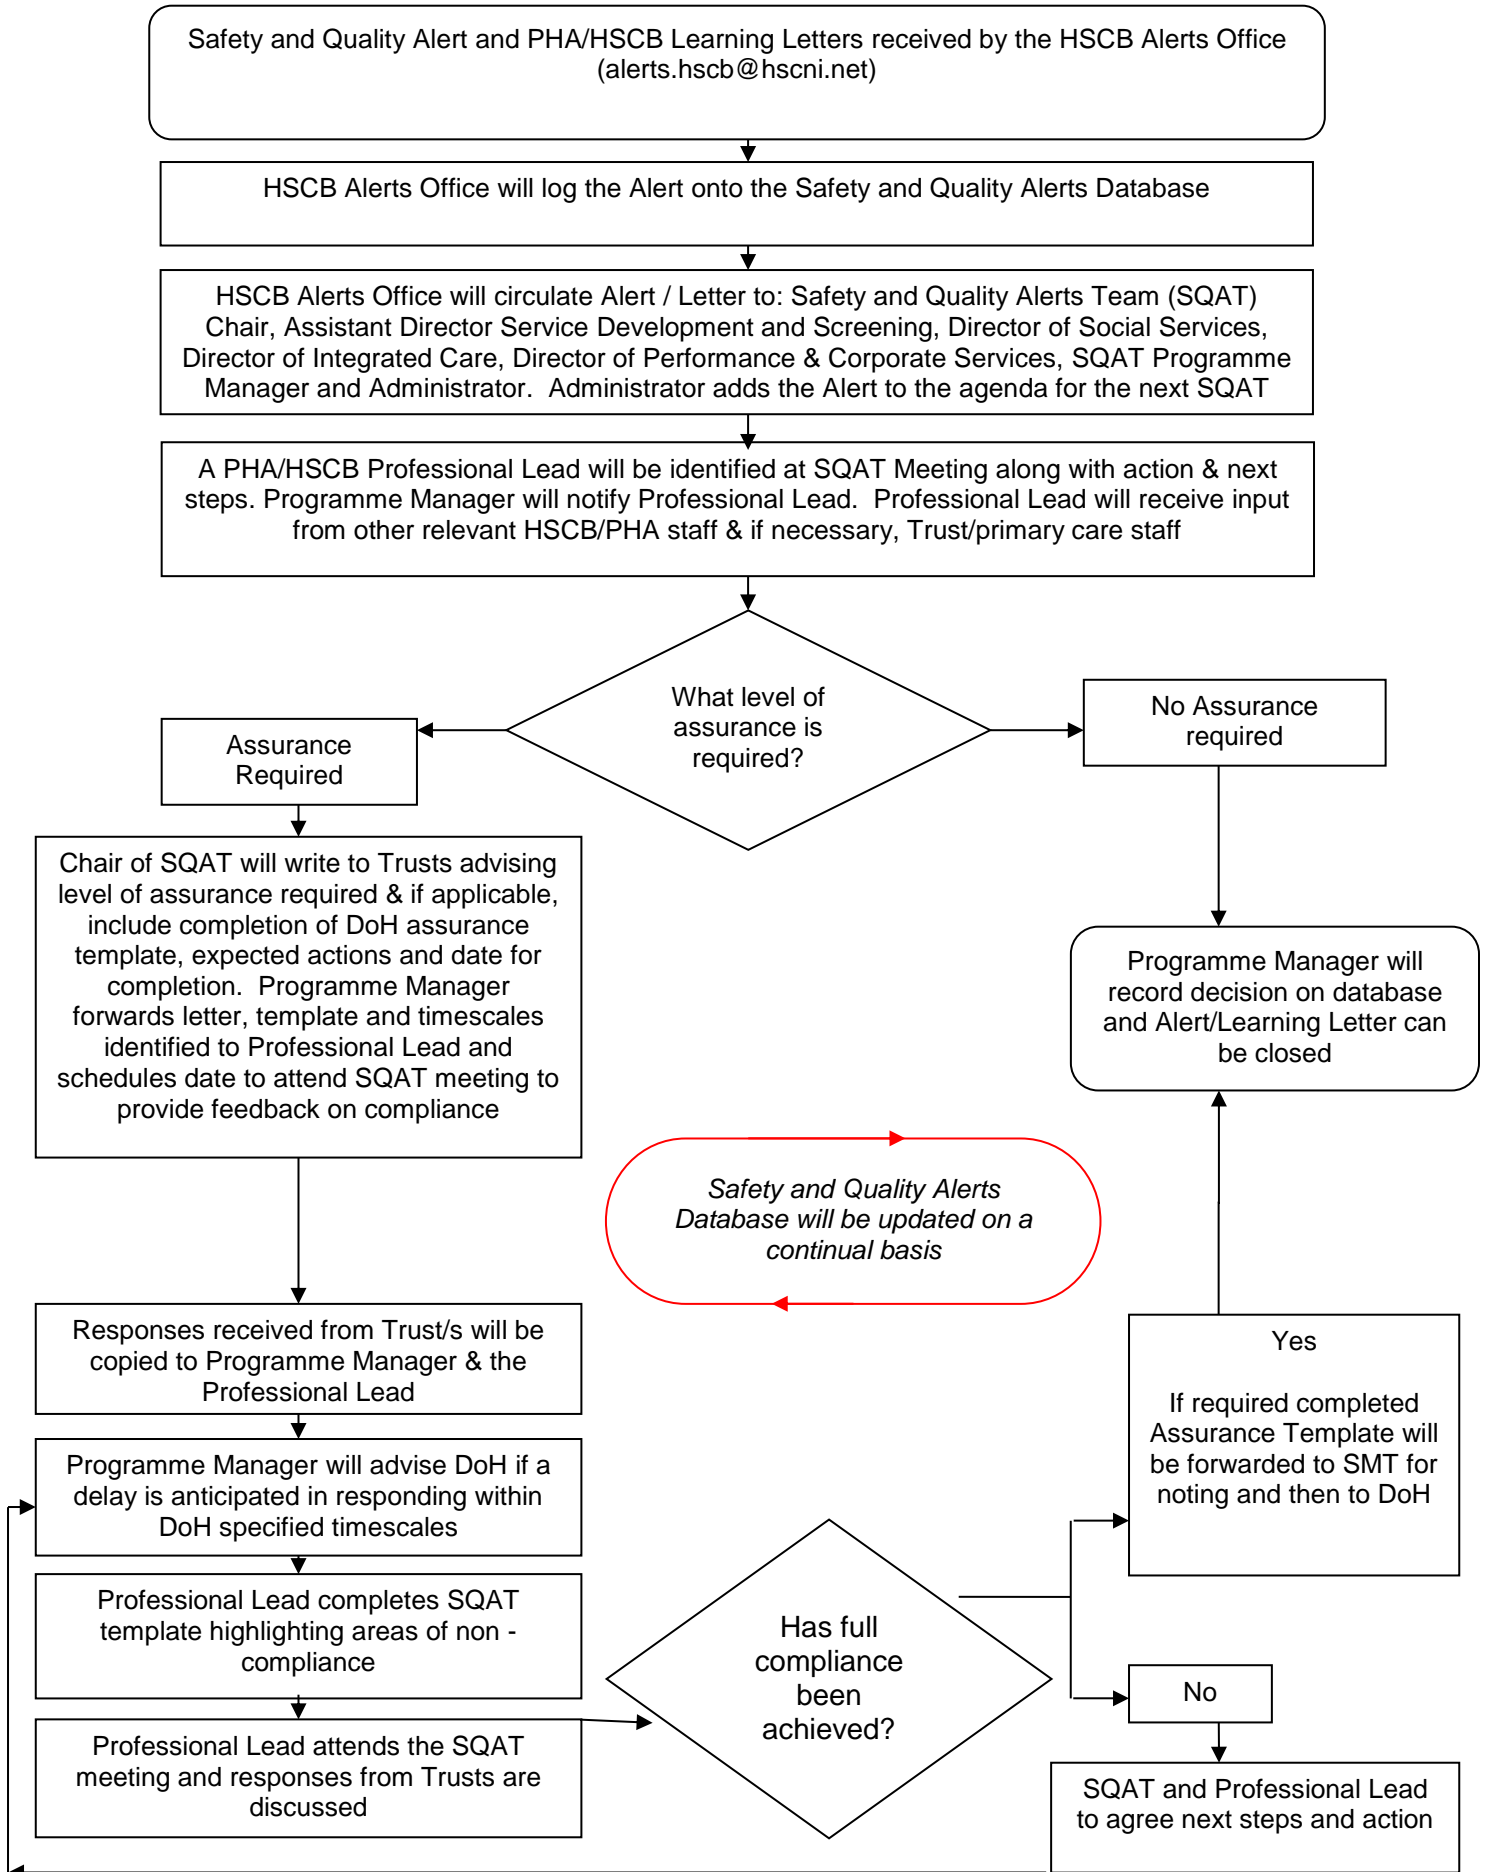 Safety and Quality Alert and PHA/HSCB Learning Letters received by the HSCB Alerts Office
(alerts.hscb@hscni.net)
HSCB Alerts Office will log the Alert onto the Safety and Quality Alerts Database
HSCB Alerts Office will circulate Alert / Letter to: Safety and Quality Alerts Team (SQAT)
Chair, Assistant Director Service Development and Screening, Director of Social Services,
Director of Integrated Care, Director of Performance & Corporate Services, SQAT Programme
Manager and Administrator.  Administrator adds the Alert to the agenda for the next SQAT
A PHA/HSCB Professional Lead will be identified at SQAT Meeting along with action & next
steps. Programme Manager will notify Professional Lead.  Professional Lead will receive input
from other relevant HSCB/PHA staff & if necessary, Trust/primary care staff
What level of
assurance is
required?
Assurance
Required
No Assurance
required
Chair of SQAT will write to Trusts advising
level of assurance required & if applicable,
include completion of DoH assurance
template, expected actions and date for
completion.  Programme Manager
forwards letter, template and timescales
identified to Professional Lead and
schedules date to attend SQAT meeting to
provide feedback on compliance
Programme Manager will
record decision on database
and Alert/Learning Letter can
be closed
Safety and Quality Alerts
Database will be updated on a
continual basis
Responses received from Trust/s will be
copied to Programme Manager & the
Professional Lead
Programme Manager will advise DoH if a
delay is anticipated in responding within
DoH specified timescales
Professional Lead completes SQAT
template highlighting areas of non -
compliance
Professional Lead attends the SQAT
meeting and responses from Trusts are
discussed
Has full
compliance
been
achieved?
Yes
If required completed
Assurance Template will
be forwarded to SMT for
noting and then to DoH
No
SQAT and Professional Lead
to agree next steps and action